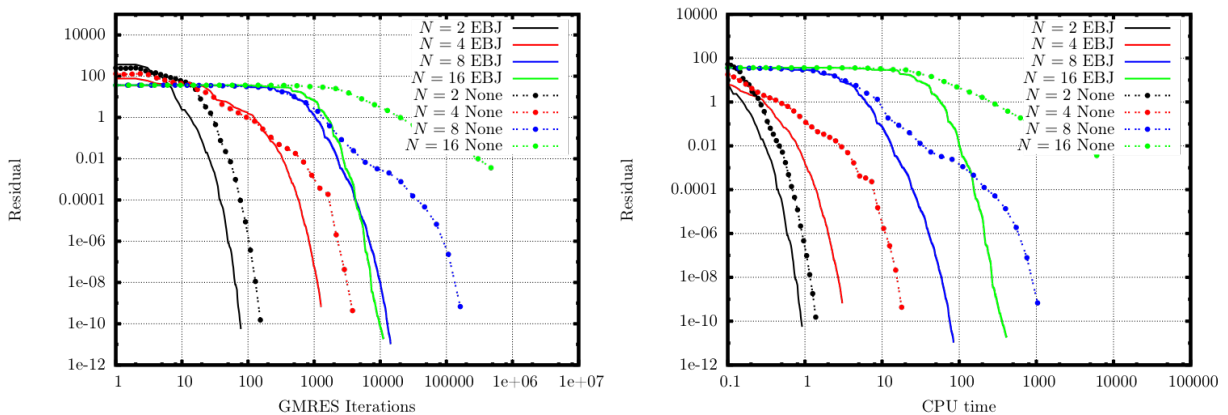 10000
100
1
0.01
0.0001
1e-06
1e-08
1e-10
1e-12
Residual
1
10
100
1000
10000
100000
1e+06
1e+07
GMRES Iterations
N = 2 EBJ
N = 4 EBJ
N = 8 EBJ
N = 16 EBJ
N = 2 None
N = 4 None
N = 8 None
N = 16 None
10000
100
1
0.01
0.0001
1e-06
1e-08
1e-10
1e-12
Residual
0.1
1
10
100
1000
10000
100000
CPU time
N = 2 EBJ
N = 4 EBJ
N = 8 EBJ
N = 16 EBJ
N = 2 None
N = 4 None
N = 8 None
N = 16 None